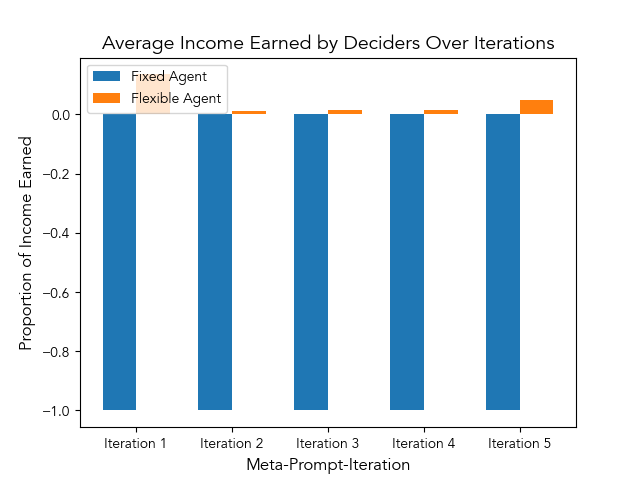 Average Income Earned by Deciders Over Iterations
Fixed Agent
Flexible Agent
Proportion of Income Earned
0.0
−0.2
−0.4
−0.6
−0.8
−1.0
Iteration 1 Iteration 2 Iteration 3 Iteration 4 Iteration 5
Meta-Prompt-Iteration